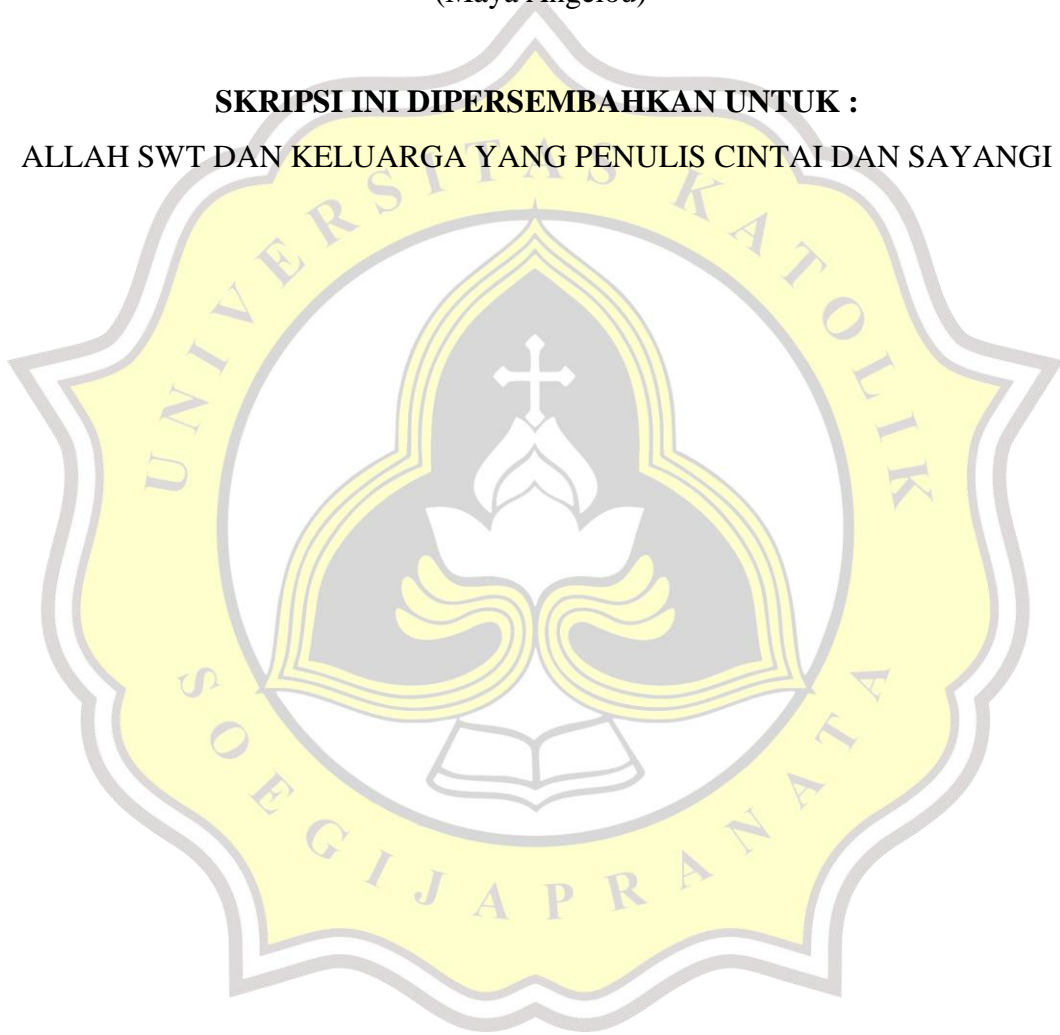 (Maya Angelou)
SKRIPSI INI DIPERSEMBAHKAN UNTUK :
ALLAH SWT DAN KELUARGA YANG PENULIS CINTAI DAN SAYANGI
UNIVERSITAS KATOLIK
SOEGIJAPRANATA